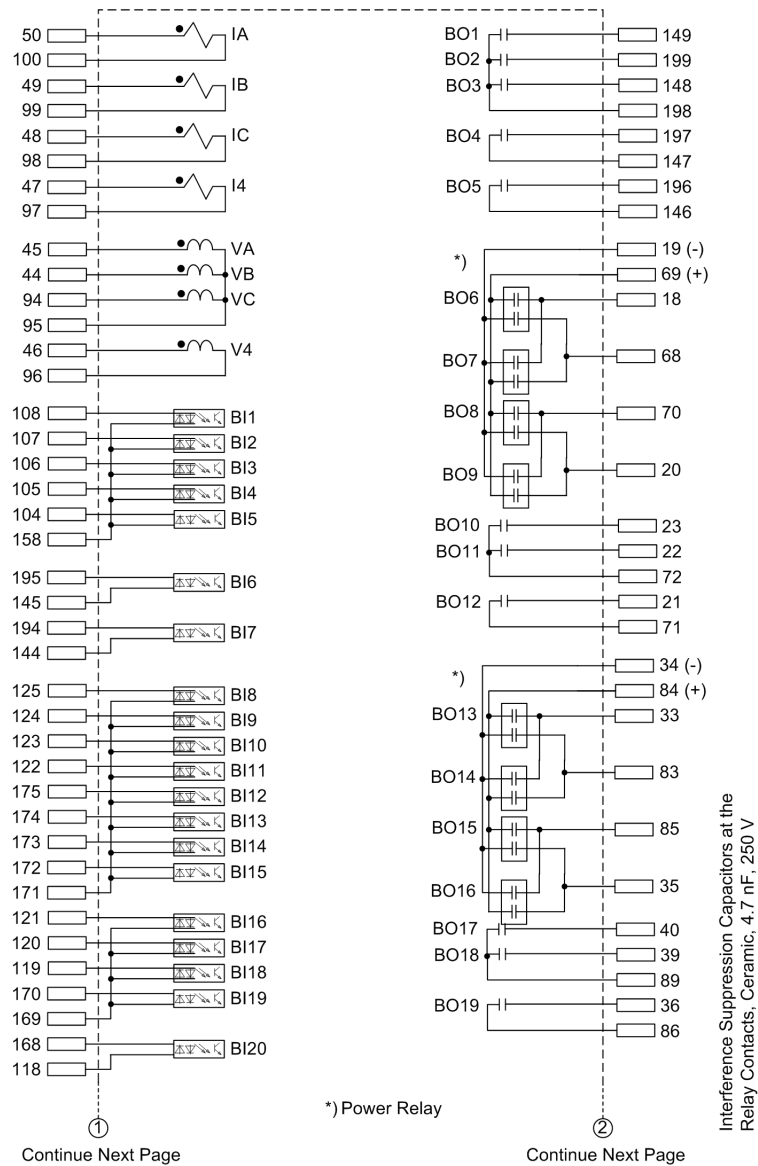 50 IA
100
49 IB
99
48 IC
98
47 I4
97
45 VA
44 VB
94 VC
95
46 V4
96
108 BI1
107 BI2
106 BI3
105 BI4
104 BI5
158
195 BI6
145
194 BI7
144
125 BI8
124 BI9
123 BI10
122 BI11
175 BI12
174 BI13
173 BI14
172 BI15
171
121 BI16
120 BI17
119 BI18
170 BI19
169
168 BI20
118
1
Continue Next Page
BO1 149
BO2 199
BO3 148
198
BO4 197
147
BO5 196
146
19 (-)
*)
69 (+)
BO6 18
BO7 68
BO8 70
BO9 20
BO10 23
BO11 22
72
BO12 21
71
34 (-)
*)
84 (+)
BO13 33
BO14 83
BO15 85
BO16 35
BO17 40
BO18 39
89
BO19 36
86
*) Power Relay
2
Continue Next Page
Interference Suppression Capacitors at the
Relay Contacts, Ceramic, 4.7 nF, 250 V